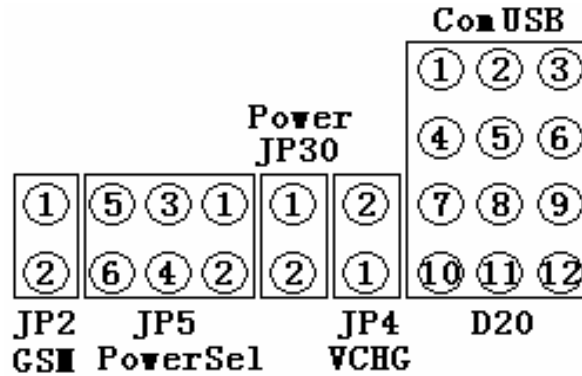 Com USB
1 2 3
Power
JP30
4 5 6
1 5 3 1 1 2 7 8 9
2 6 4 2 2 1 10 11 12
JP2 JP5 JP4 D20
GSM PowerSel VCHG